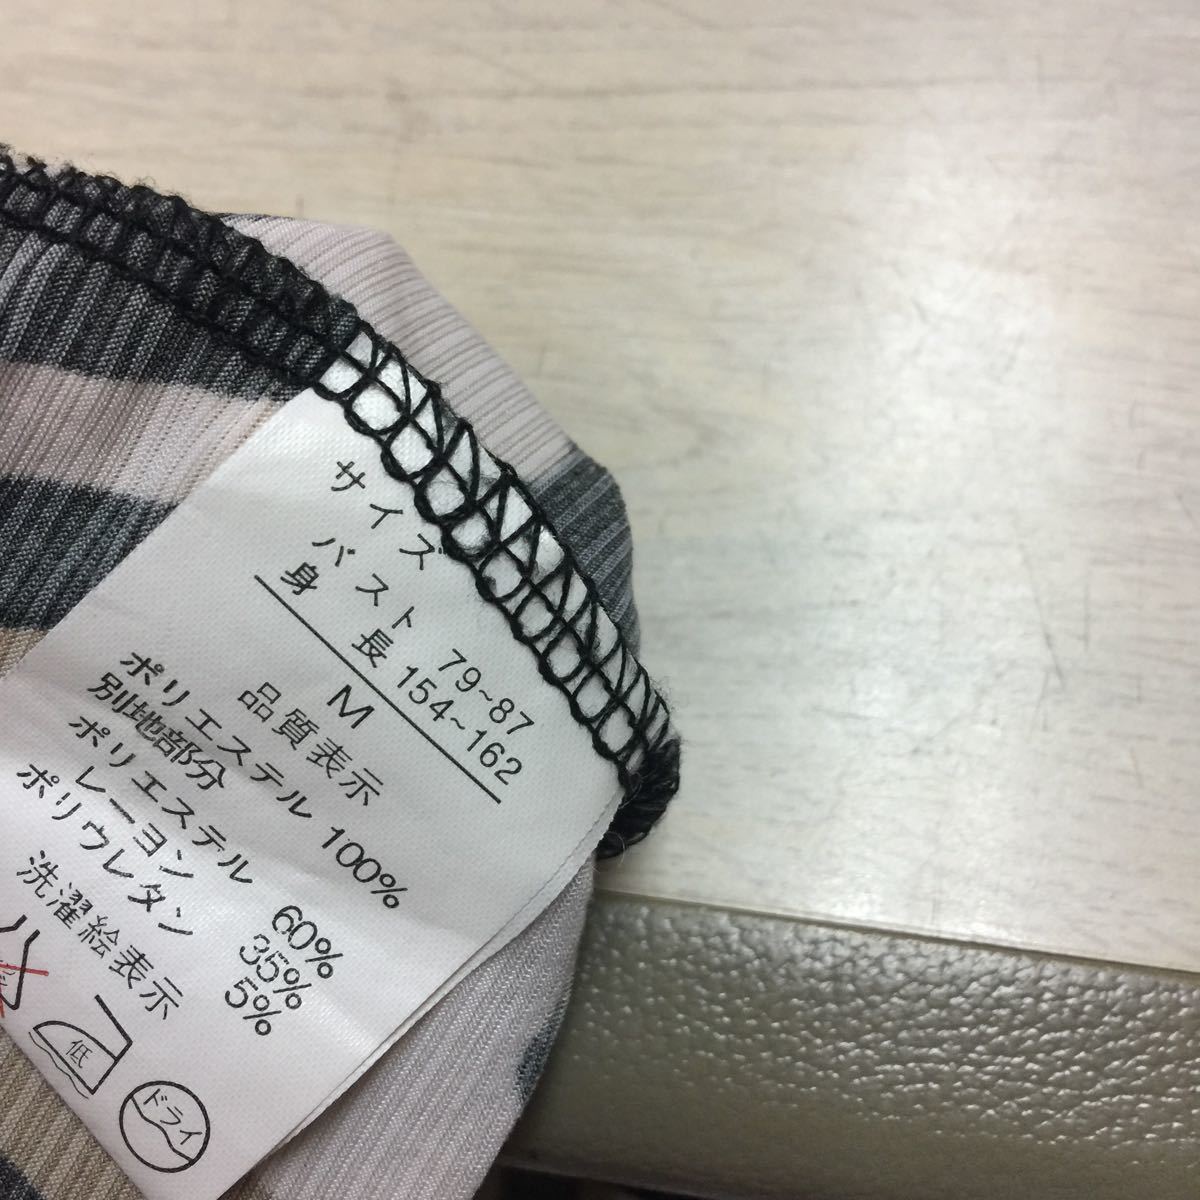 サイズ
バスト 79~87
身長 154~162
M
品質表示
ポリエステル 100%
別地部分
ポリエステル 60%
レーヨン 35%
ポリウレタン 5%
洗濯絵表示
低
ドライ